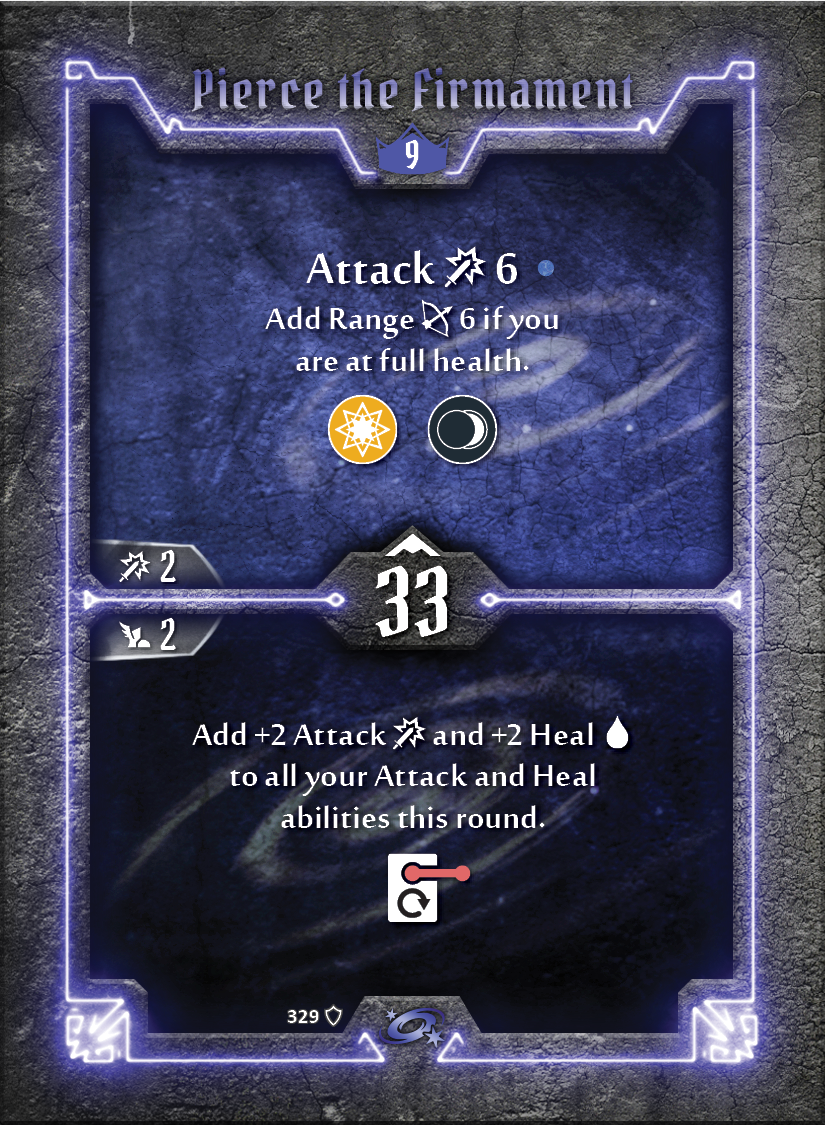 Pierce the Firmament
9
Attack 6
Add Range 6 if you
are at full health.
2
33
2
Add +2 Attack and +2 Heal
to all your Attack and Heal
abilities this round.
329